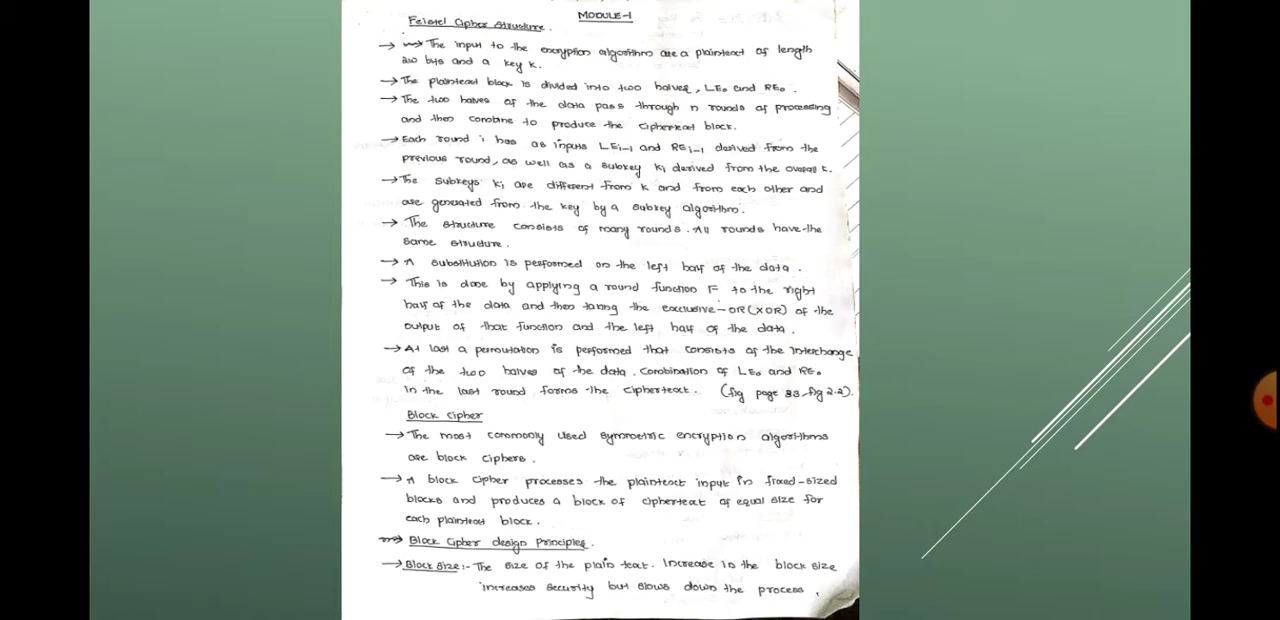 MODULE-1
Feistel Cipher Structure.
→ The input to the encryption algorithm are a plaintext of length
2w bits and a key K.
→ The plaintext block is divided into two halves, LE₀ and RE₀.
→ The two halves of the data pass through n rounds of processing
and then combine to produce the ciphertext block.
→ Each round i has as inputs LEi-1 and REi-1 derived from the
previous round, as well as a subkey Ki derived from the overall K.
→ The subkeys Ki are different from K and from each other and
are generated from the key by a subkey algorithm.
→ The structure consists of many rounds. All rounds have the
same structure.
→ A substitution is performed on the left half of the data.
→ This is done by applying a round function F to the right
half of the data and then taking the exclusive-OR (XOR) of the
output of that function and the left half of the data.
→ At last a permutation is performed that consists of the interchange
of the two halves of the data. Combination of LE₀ and RE₀
in the last round forms the ciphertext. (fig page 33, fig 2.2).
Block Cipher
→ The most commonly used symmetric encryption algorithms
are block ciphers.
→ A block cipher processes the plaintext input in fixed-sized
blocks and produces a block of ciphertext of equal size for
each plaintext block.
Block Cipher design Principles.
→ Block Size:- The size of the plain text. Increase in the block size
increases security but slows down the process.